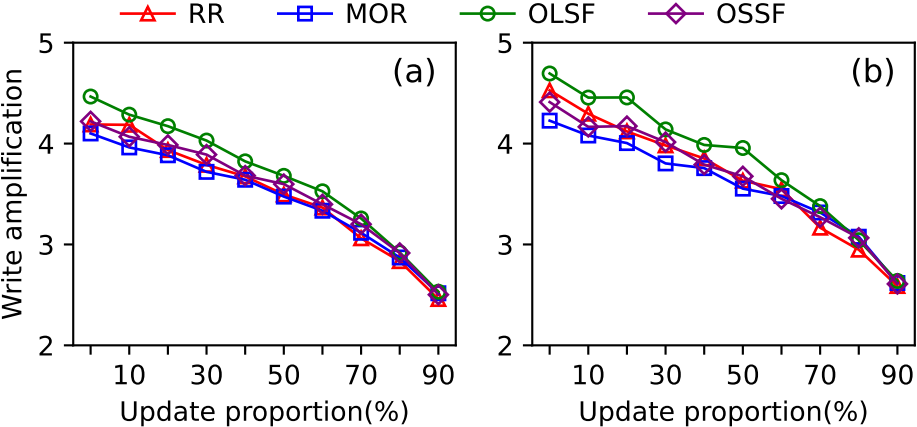 RR MOR OLSF OSSF
5 5
(a) (b)
4 4
3 3
2 2
Write amplification
10 30 50 70 90 10 30 50 70 90
Update proportion(%) Update proportion(%)